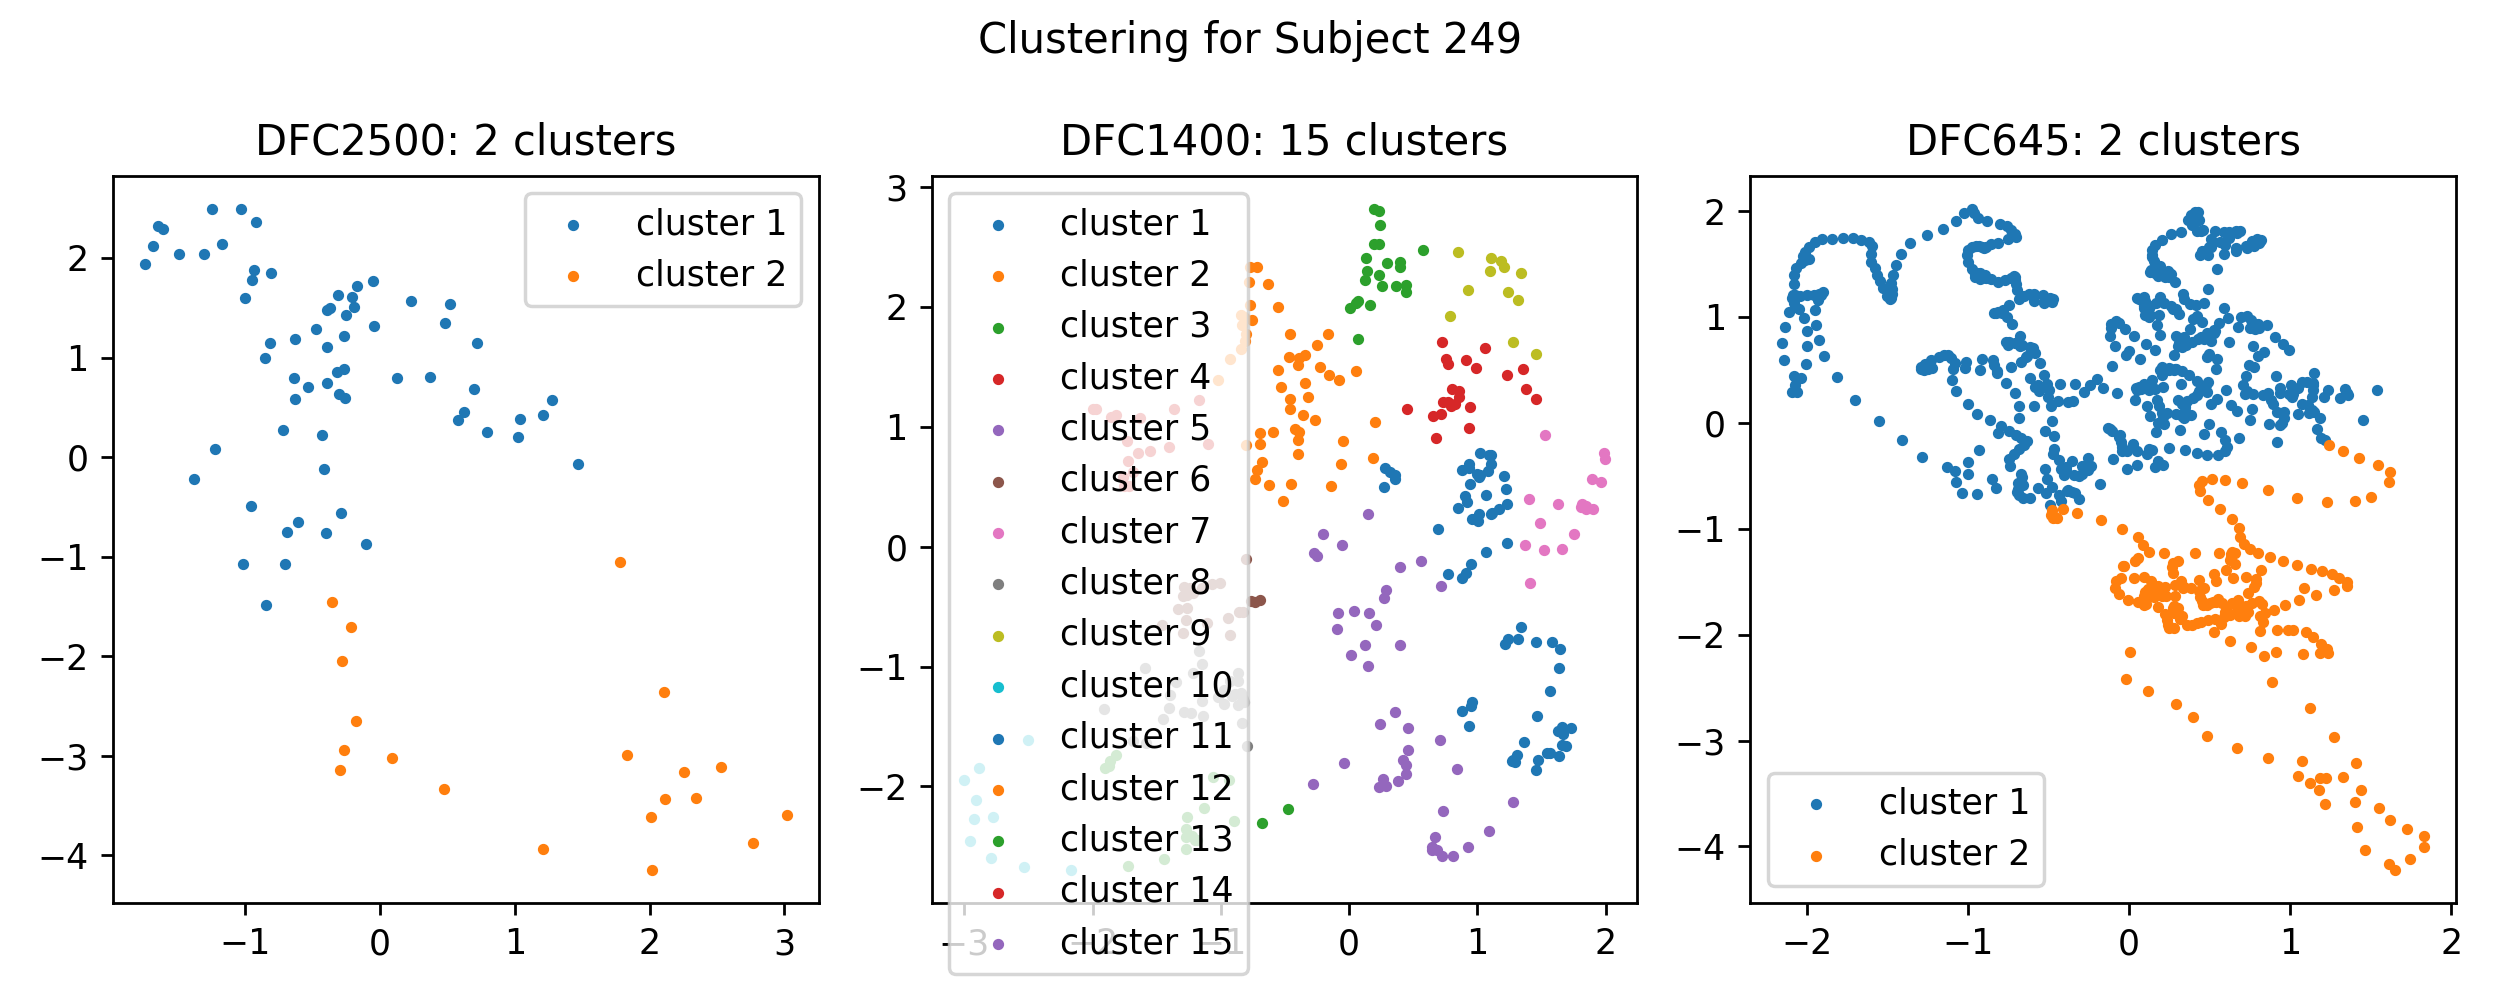 Clustering for Subject 249
DFC2500: 2 clusters
cluster 1
cluster 2
2
1
0
−1
−2
−3
−4
−1
0
1
2
3
DFC1400: 15 clusters
3
2
1
0
−1
−2
cluster 1
cluster 2
cluster 3
cluster 4
cluster 5
cluster 6
cluster 7
cluster 8
cluster 9
cluster 10
cluster 11
cluster 12
cluster 13
cluster 14
cluster 15
−3
−2
−1
0
1
2
DFC645: 2 clusters
2
1
0
−1
−2
−3
−4
cluster 1
cluster 2
−2
−1
0
1
2